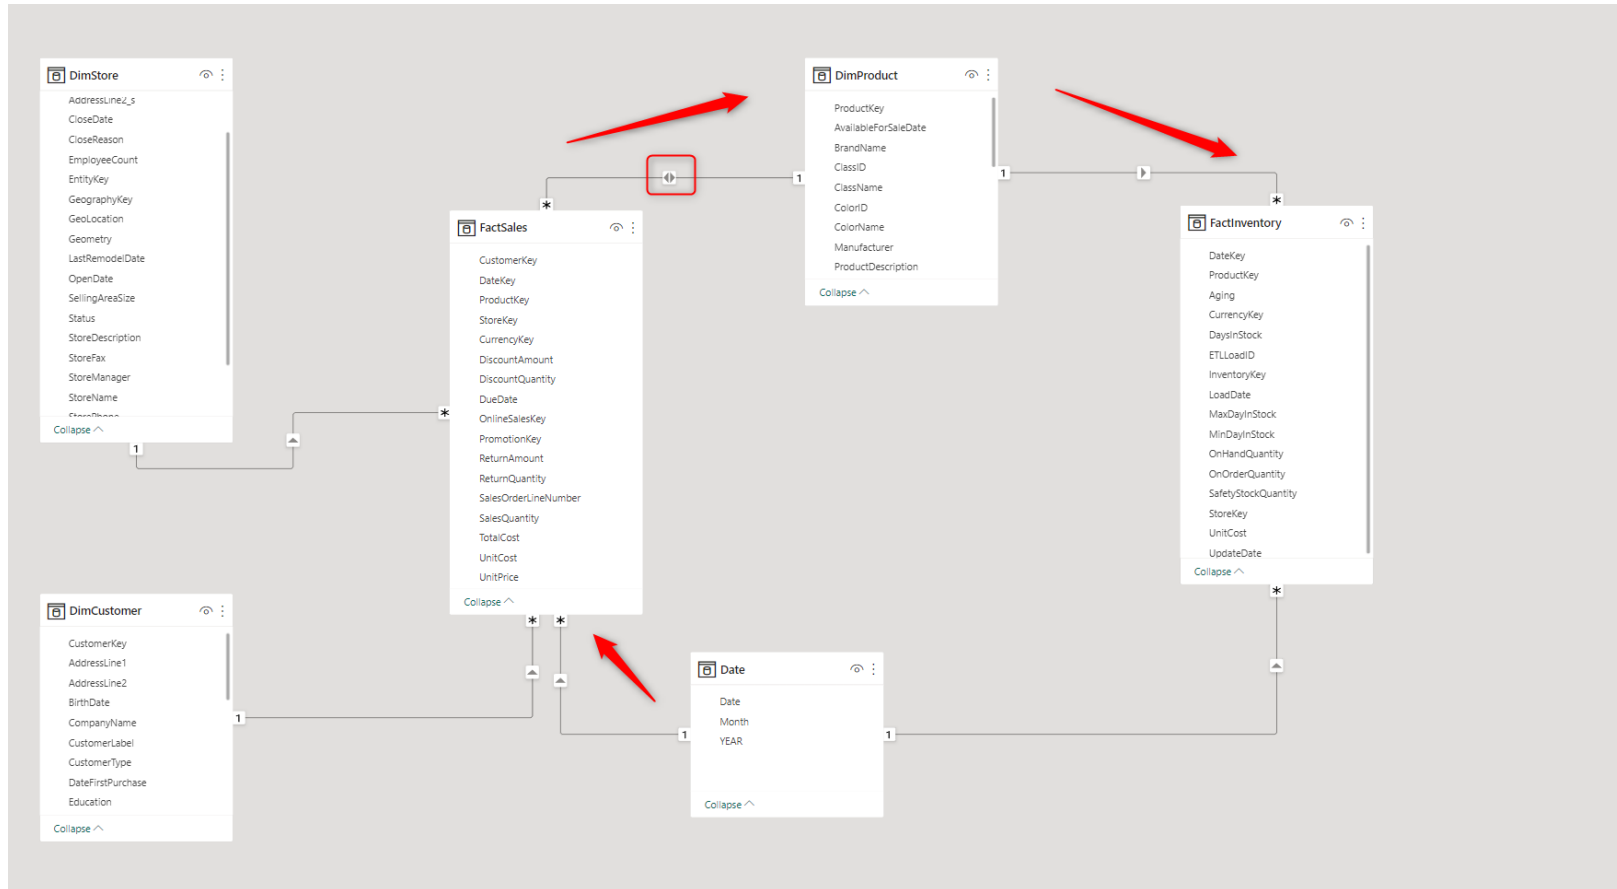 DimStore
AddressLine2_s
CloseDate
CloseReason
EmployeeCount
EntityKey
GeographyKey
GeoLocation
Geometry
LastRemodelDate
OpenDate
SellingAreaSize
Status
StoreDescription
StoreFax
StoreManager
StoreName
StorePhone
Collapse
1
*
DimCustomer
CustomerKey
AddressLine1
AddressLine2
BirthDate
CompanyName
CustomerLabel
CustomerType
DateFirstPurchase
Education
Collapse
1
*
FactSales
CustomerKey
DateKey
ProductKey
StoreKey
CurrencyKey
DiscountAmount
DiscountQuantity
DueDate
OnlineSalesKey
PromotionKey
ReturnAmount
ReturnQuantity
SalesOrderLineNumber
SalesQuantity
TotalCost
UnitCost
UnitPrice
Collapse
* *
1
DimProduct
ProductKey
AvailableForSaleDate
BrandName
ClassID
ClassName
ColorID
ColorName
Manufacturer
ProductDescription
Collapse
1
Date
Date
Month
YEAR
Collapse
1
1
*
FactInventory
DateKey
ProductKey
Aging
CurrencyKey
DaysInStock
ETLLoadID
InventoryKey
LoadDate
MaxDayInStock
MinDayInStock
OnHandQuantity
OnOrderQuantity
SafetyStockQuantity
StoreKey
UnitCost
UpdateDate
Collapse
*